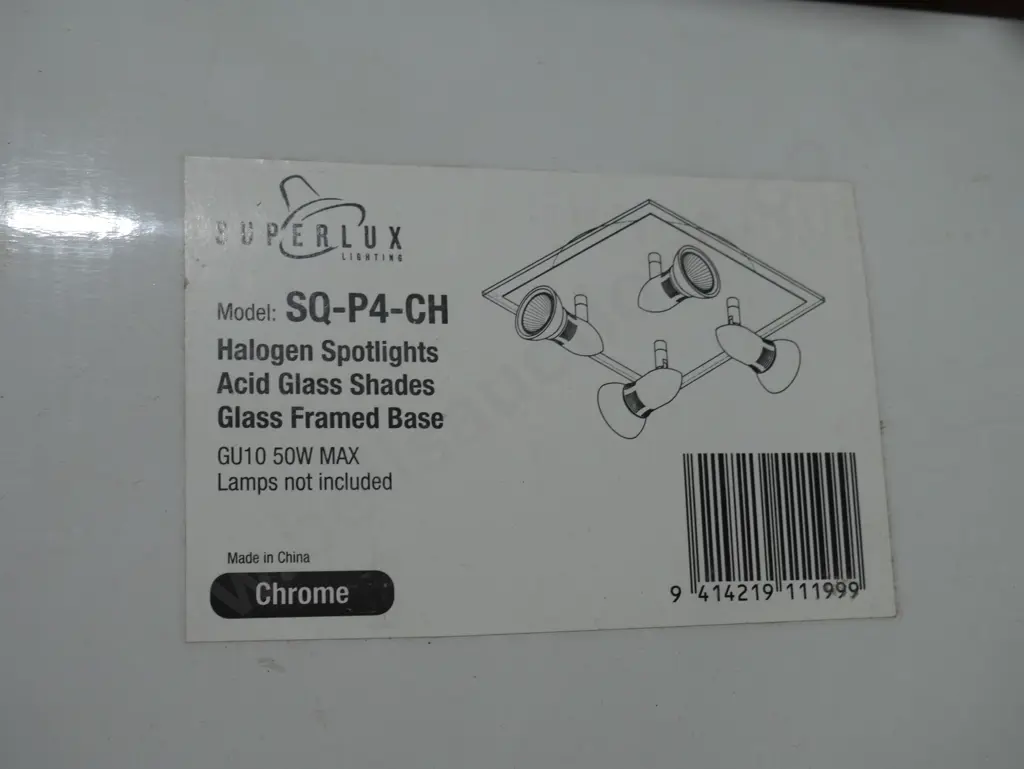 SUPERLUX
LIGHTING
Model: SQ-P4-CH
Halogen Spotlights
Acid Glass Shades
Glass Framed Base
GU10 50W MAX
Lamps not included
Made in China
Chrome
9 414219 111999